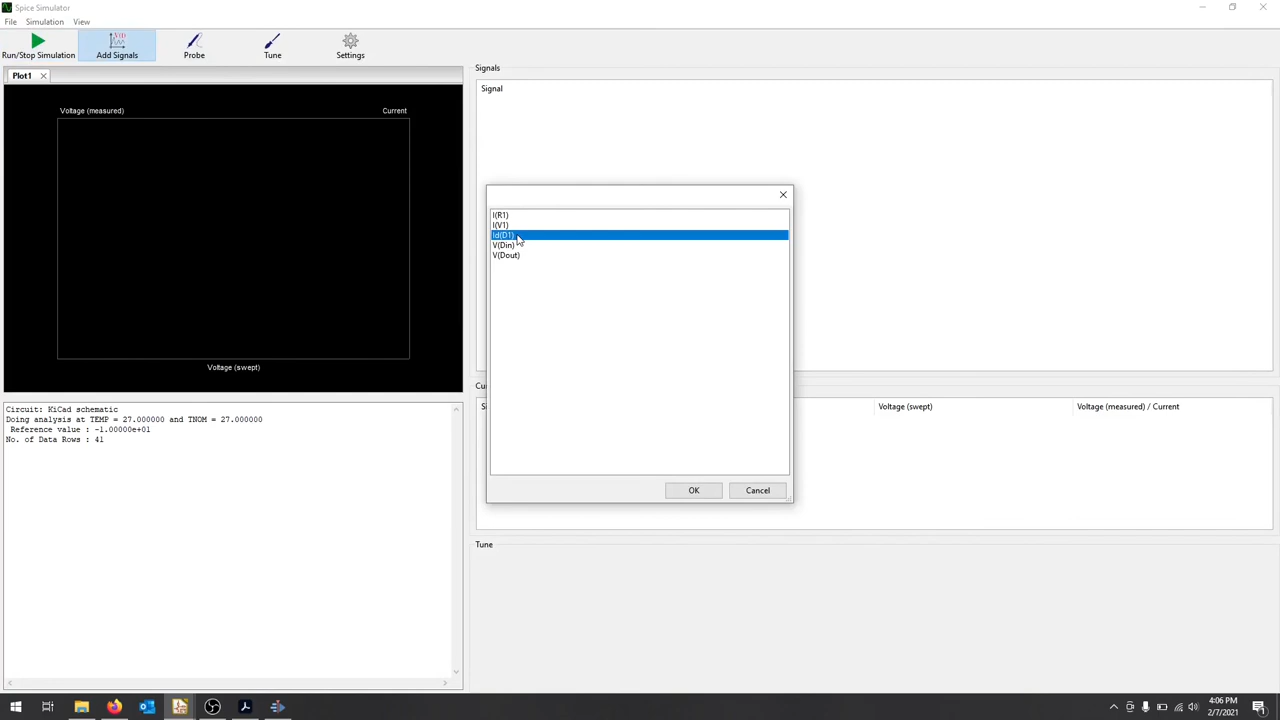 Spice Simulator
File Simulation View
Run/Stop Simulation Add Signals Probe Tune Settings
Plot1
Voltage (measured) Current
Voltage (swept)
Circuit: KiCad schematic
Doing analysis at TEMP = 27.000000 and TNOM = 27.000000
Reference value : -1.00000e+01
No. of Data Rows : 41
Signals
Signal
I(R1)
I(V1)
Id(D1)
V(Din)
V(Dout)
OK Cancel
Voltage (swept) Voltage (measured) / Current
Tune
4:06 PM
2/7/2021